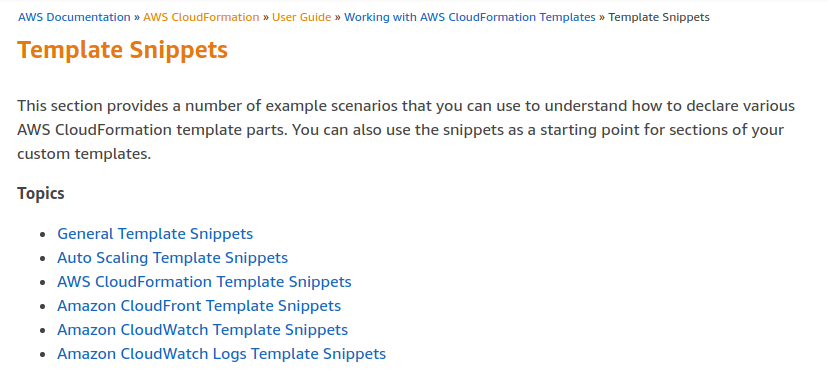 AWS Documentation » AWS CloudFormation » User Guide » Working with AWS CloudFormation Templates » Template Snippets
Template Snippets
This section provides a number of example scenarios that you can use to understand how to declare various
AWS CloudFormation template parts. You can also use the snippets as a starting point for sections of your
custom templates.
Topics
• General Template Snippets
• Auto Scaling Template Snippets
• AWS CloudFormation Template Snippets
• Amazon CloudFront Template Snippets
• Amazon CloudWatch Template Snippets
• Amazon CloudWatch Logs Template Snippets